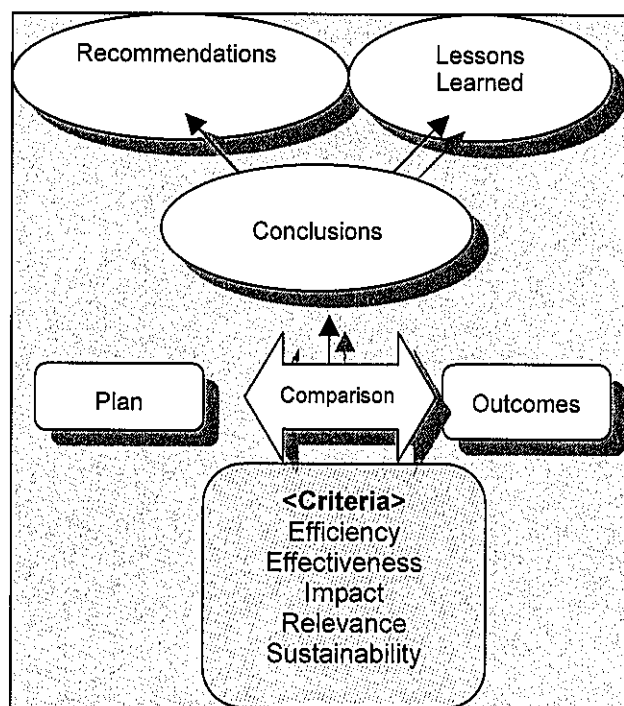 Recommendations
Lessons
Learned
Conclusions
Plan
Comparison
Outcomes
<Criteria>
Efficiency
Effectiveness
Impact
Relevance
Sustainability